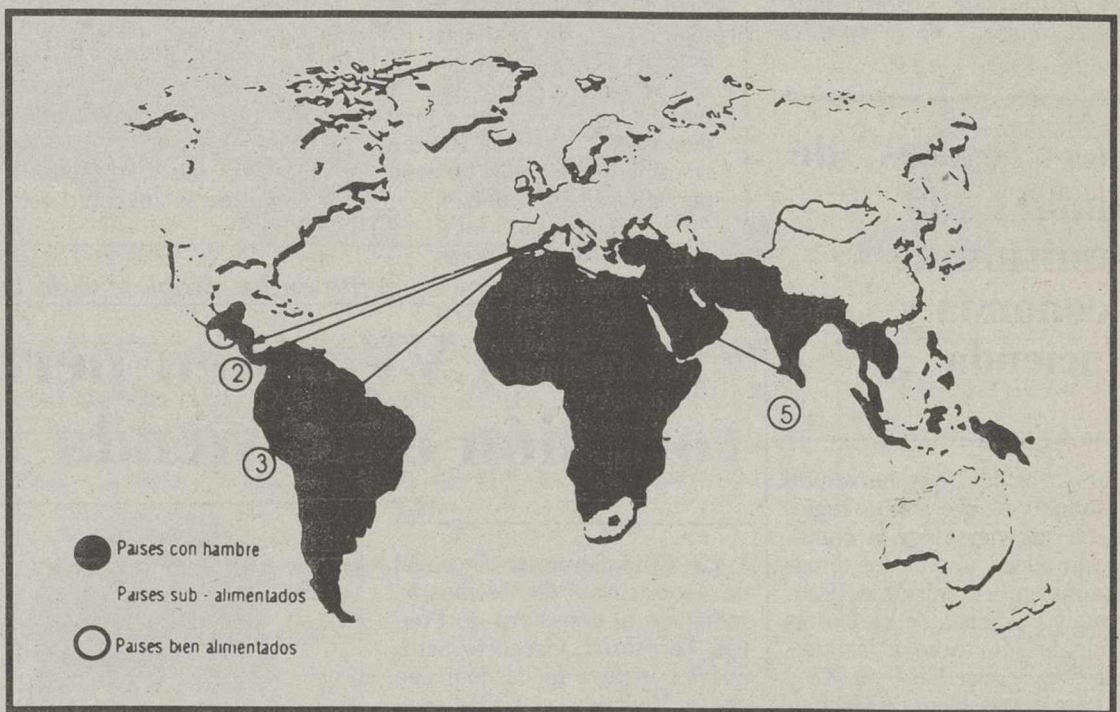 2
3
5
Paises con hambre
Paises sub - alimentados
Paises bien alimentados